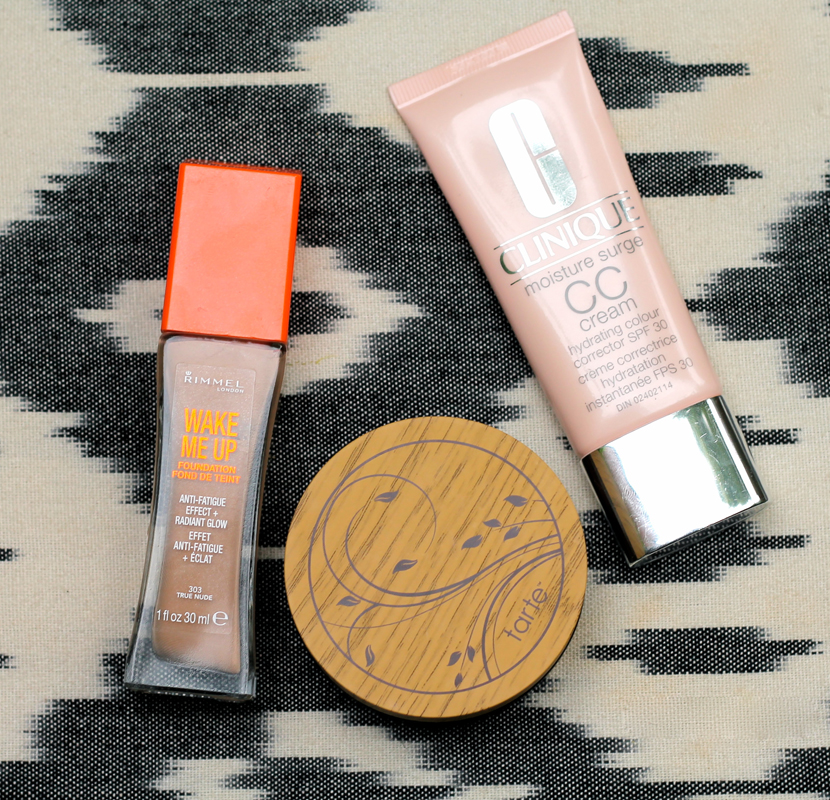 RIMMEL
LONDON
WAKE
ME UP
FOUNDATION
FOND DE TEINT
ANTI-FATIGUE
EFFECT +
RADIANT GLOW
EFFET
ANTI-FATIGUE
+ ÉCLAT
303
TRUE NUDE
1 fl oz 30 ml e
tarte
CLINIQUE
moisture surge
CC
cream
hydrating colour
corrector SPF 30
crème correctrice
hydratation
instantanée FPS 30
DIN 02402114